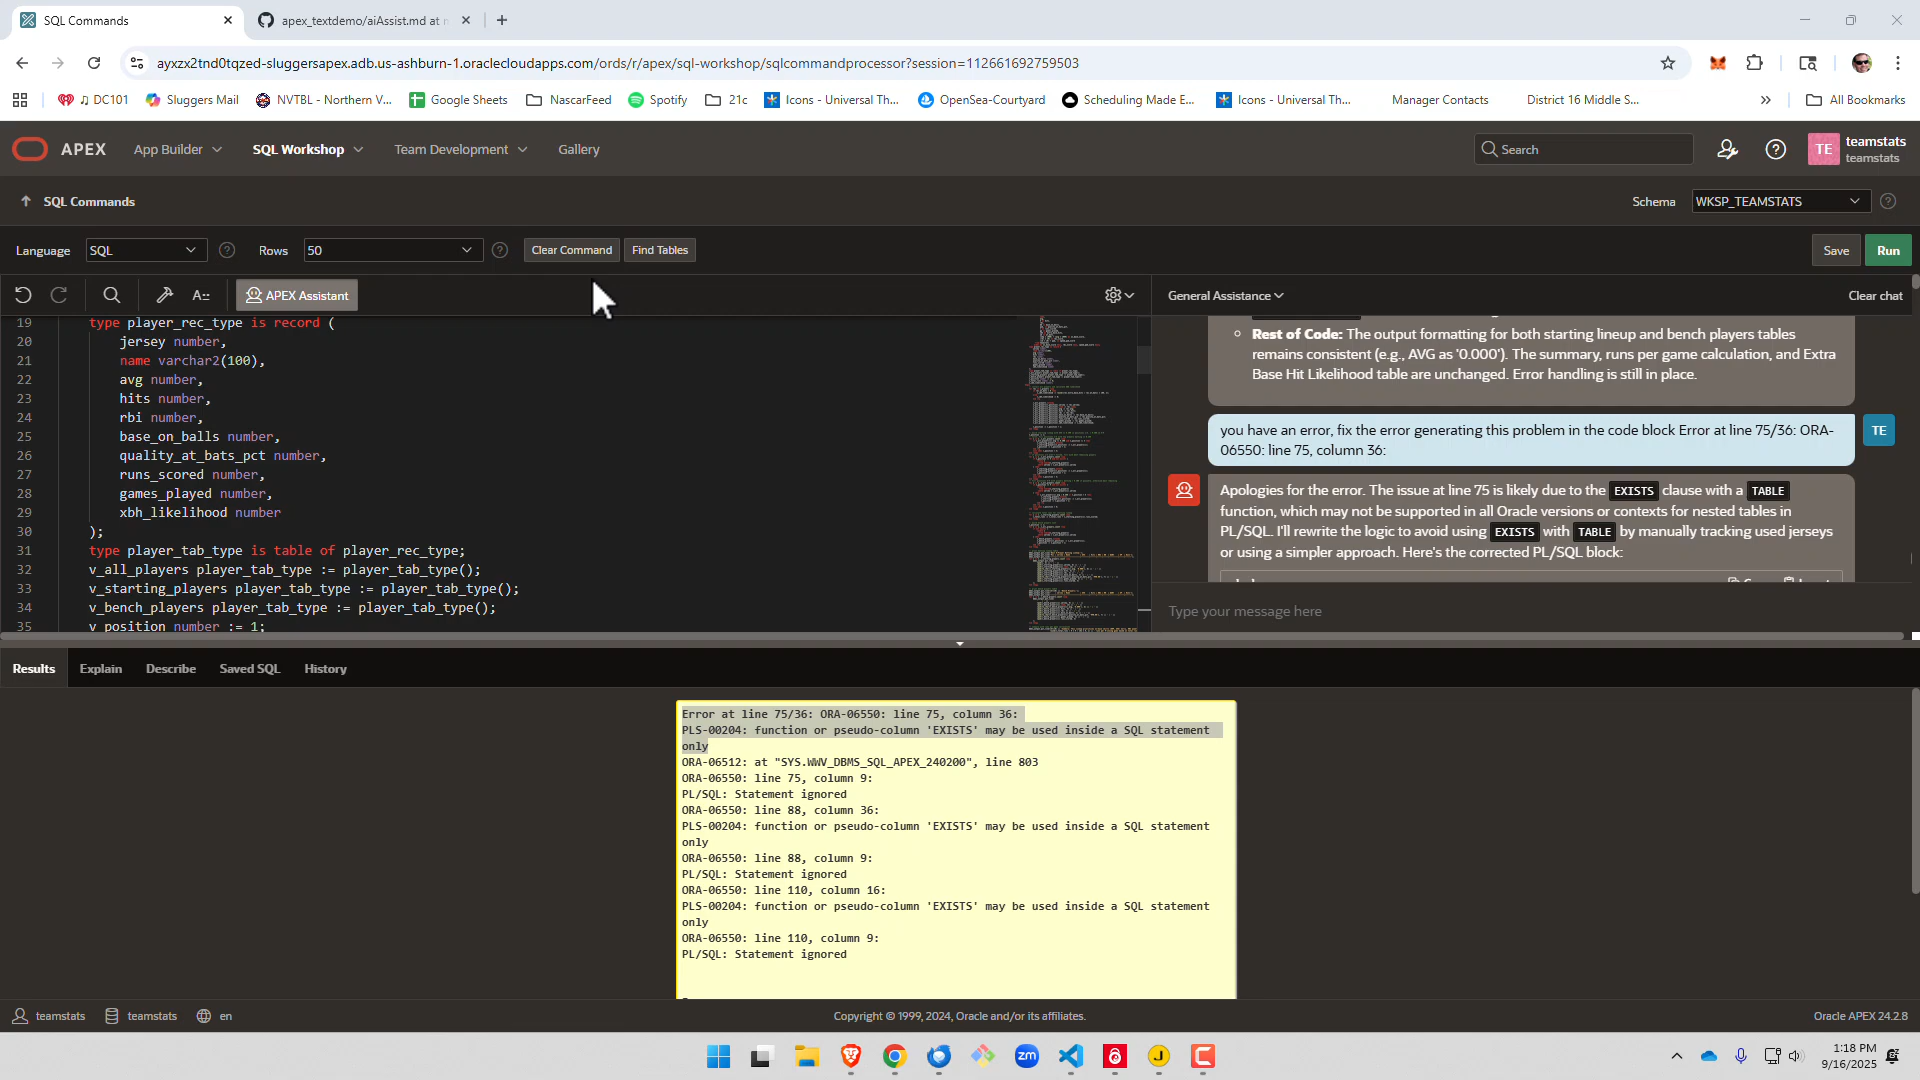 SQL Commands
apex_textdemo/aiAssist.md at
ayxzx2tnd0tqzed-sluggersapex.adb.us-ashburn-1.oraclecloudapps.com/ords/r/apex/sql-workshop/sqlcommandprocessor?session=112661692759503
DC101
Sluggers Mail
NVTBL - Northern V...
Google Sheets
NascarFeed
Spotify
21c
Icons - Universal Th...
OpenSea-Courtyard
Scheduling Made E...
Icons - Universal Th...
Manager Contacts
District 16 Middle S...
All Bookmarks
APEX
App Builder
SQL Workshop
Team Development
Gallery
Search
TE
teamstats
teamstats
SQL Commands
Schema
WKSP_TEAMSTATS
Language
SQL
Rows
50
Clear Command
Find Tables
Save
Run
APEX Assistant
General Assistance
Clear chat
19 type player_rec_type is record (
20 jersey number,
21 name varchar2(100),
22 avg number,
23 hits number,
24 rbi number,
25 base_on_balls number,
26 quality_at_bats_pct number,
27 runs_scored number,
28 games_played number,
29 xbh_likelihood number
30 );
31 type player_tab_type is table of player_rec_type;
32 v_all_players player_tab_type := player_tab_type();
33 v_starting_players player_tab_type := player_tab_type();
34 v_bench_players player_tab_type := player_tab_type();
35 v_position number := 1;
Rest of Code: The output formatting for both starting lineup and bench players tables
remains consistent (e.g., AVG as '0.000'). The summary, runs per game calculation, and Extra
Base Hit Likelihood table are unchanged. Error handling is still in place.
you have an error, fix the error generating this problem in the code block Error at line 75/36: ORA-
06550: line 75, column 36:
TE
Apologies for the error. The issue at line 75 is likely due to the EXISTS clause with a TABLE
function, which may not be supported in all Oracle versions or contexts for nested tables in
PL/SQL. I'll rewrite the logic to avoid using EXISTS with TABLE by manually tracking used jerseys
or using a simpler approach. Here's the corrected PL/SQL block:
Type your message here
Results
Explain
Describe
Saved SQL
History
Error at line 75/36: ORA-06550: line 75, column 36:
PLS-00204: function or pseudo-column 'EXISTS' may be used inside a SQL statement
only
ORA-06512: at "SYS.WWV_DBMS_SQL_APEX_240200", line 803
ORA-06550: line 75, column 9:
PL/SQL: Statement ignored
ORA-06550: line 88, column 36:
PLS-00204: function or pseudo-column 'EXISTS' may be used inside a SQL statement
only
ORA-06550: line 88, column 9:
PL/SQL: Statement ignored
ORA-06550: line 110, column 16:
PLS-00204: function or pseudo-column 'EXISTS' may be used inside a SQL statement
only
ORA-06550: line 110, column 9:
PL/SQL: Statement ignored
teamstats
teamstats
en
Copyright © 1999, 2024, Oracle and/or its affiliates.
Oracle APEX 24.2.8
zm
J
1:18 PM
9/16/2025